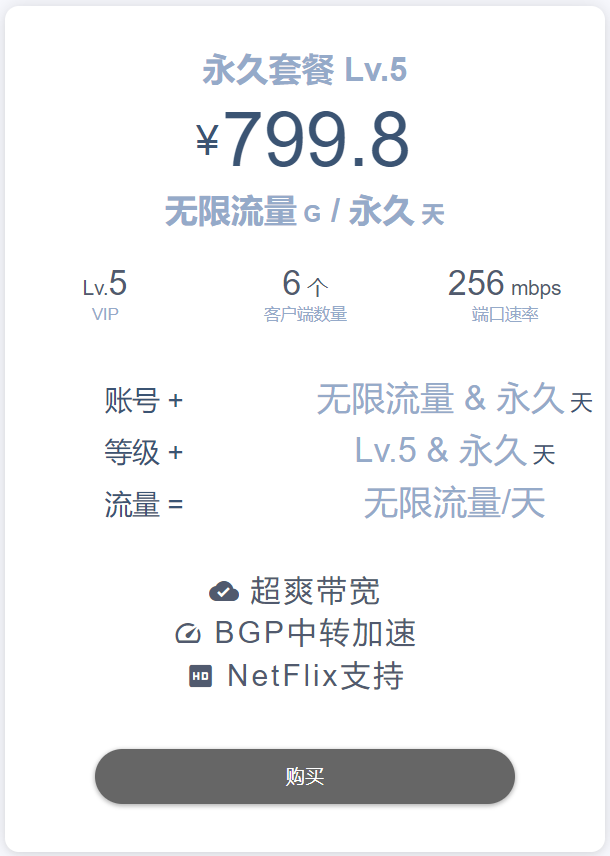 永久套餐 Lv.5
¥799.8
无限流量 G / 永久 天
Lv.5 6 个 256 mbps
VIP 客户端数量 端口速率
账号 + 无限流量 & 永久 天
等级 + Lv.5 & 永久 天
流量 = 无限流量/天
超爽带宽
BGP中转加速
HD NetFlix支持
购买